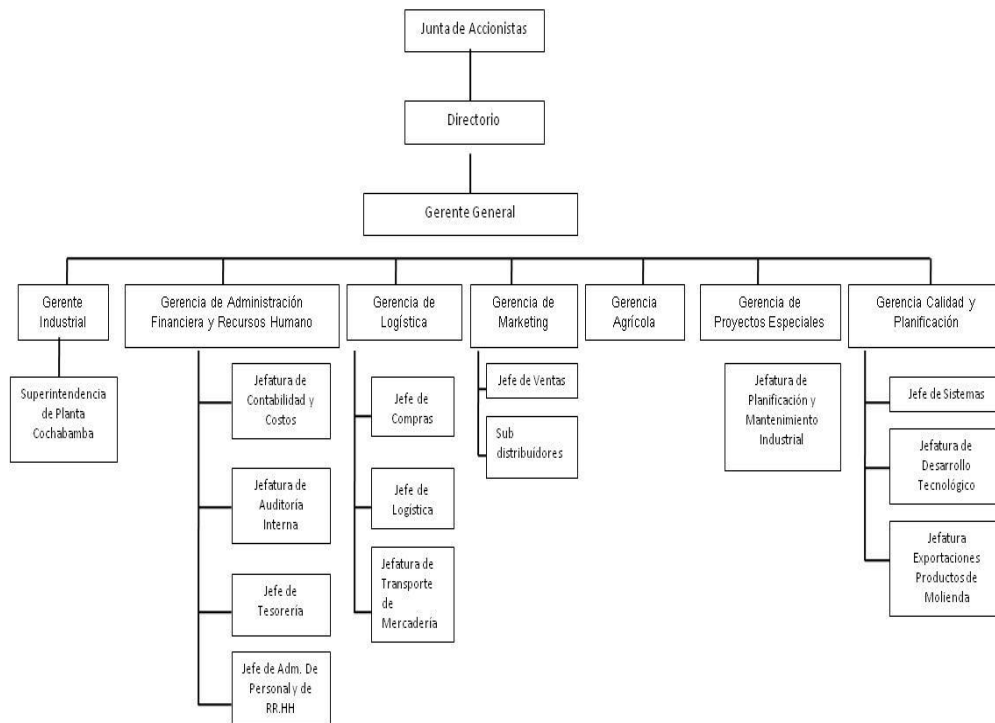 Junta de Accionistas
Directorio
Gerente General
Gerente
Industrial
Gerencia de Administración
Financiera y Recursos Humano
Gerencia de
Logística
Gerencia de
Marketing
Gerencia
Agrícola
Gerencia de
Proyectos Especiales
Gerencia Calidad y
Planificación
Superintendencia
de Planta
Cochabamba
Jefatura de
Contabilidad y
Costos
Jefatura de
Auditoría
Interna
Jefe de
Tesorería
Jefe de Adm. De
Personal y de
RR.HH
Jefe de
Compras
Jefe de
Logística
Jefatura de
Transporte
de
Mercadería
Jefe de Ventas
Sub
distribuídores
Jefatura de
Planificación y
Mantenimiento
Industrial
Jefe de Sistemas
Jefatura de
Desarrollo
Tecnológico
Jefatura
Exportaciones
Productos de
Molienda